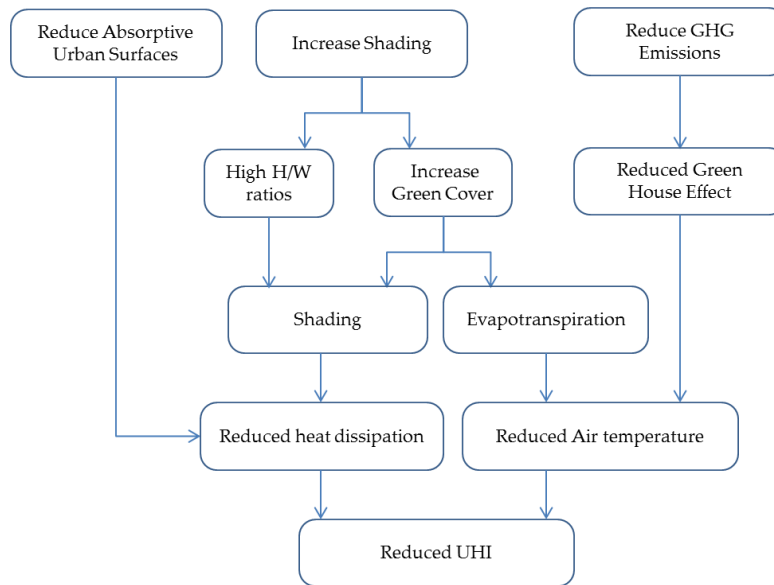 Reduce Absorptive
Urban Surfaces
Increase Shading
Reduce GHG
Emissions
High H/W
ratios
Increase
Green Cover
Reduced Green
House Effect
Shading
Evapotranspiration
Reduced heat dissipation
Reduced Air temperature
Reduced UHI